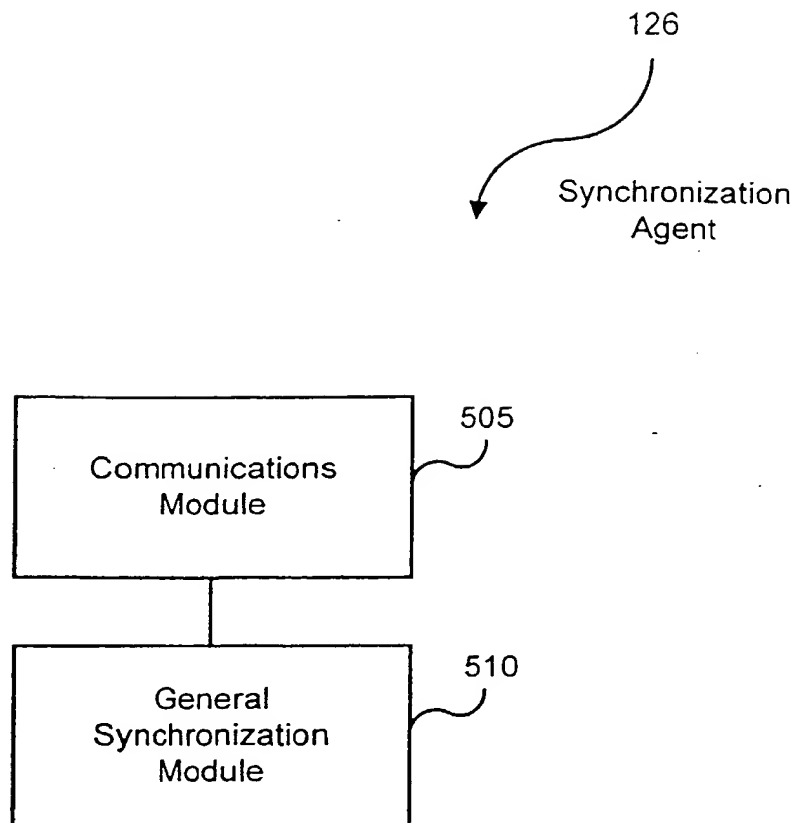 126
Synchronization
Agent
505
Communications
Module
510
General
Synchronization
Module